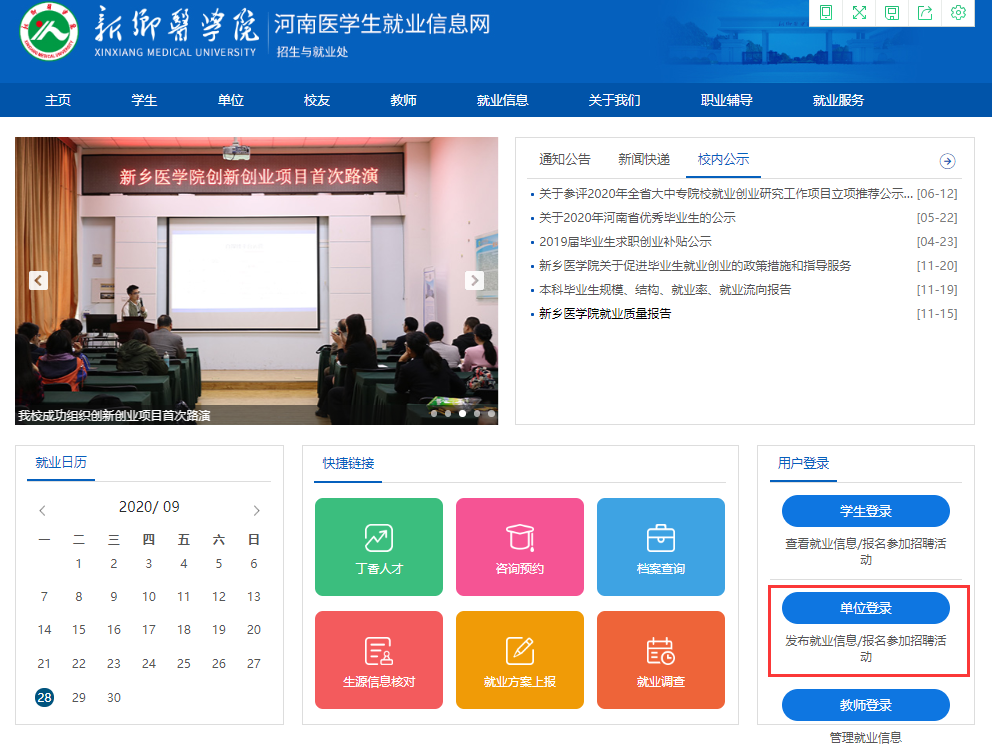 新乡医学院
XINXIANG MEDICAL UNIVERSITY
河南医学生就业信息网
招生与就业处
主页 学生 单位 校友 教师 就业信息 关于我们 职业辅导 就业服务
新乡医学院创新创业项目首次路演
我校成功组织创新创业项目首次路演
通知公告 新闻快递 校内公示
关于参评2020年全省大中专院校就业创业研究工作项目立项推荐公示... [06-12]
关于2020年河南省优秀毕业生的公示 [05-22]
2019届毕业生求职创业补贴公示 [04-23]
新乡医学院关于促进毕业生就业创业的政策措施和指导服务 [11-20]
本科毕业生规模、结构、就业率、就业流向报告 [11-19]
新乡医学院就业质量报告 [11-15]
就业日历
2020/ 09
一 二 三 四 五 六 日
1 2 3 4 5 6
7 8 9 10 11 12 13
14 15 16 17 18 19 20
21 22 23 24 25 26 27
28 29 30
快捷链接
丁香人才 咨询预约 档案查询
生源信息核对 就业方案上报 就业调查
用户登录
学生登录
查看就业信息/报名参加招聘活
动
单位登录
发布就业信息/报名参加招聘活
动
教师登录
管理就业信息